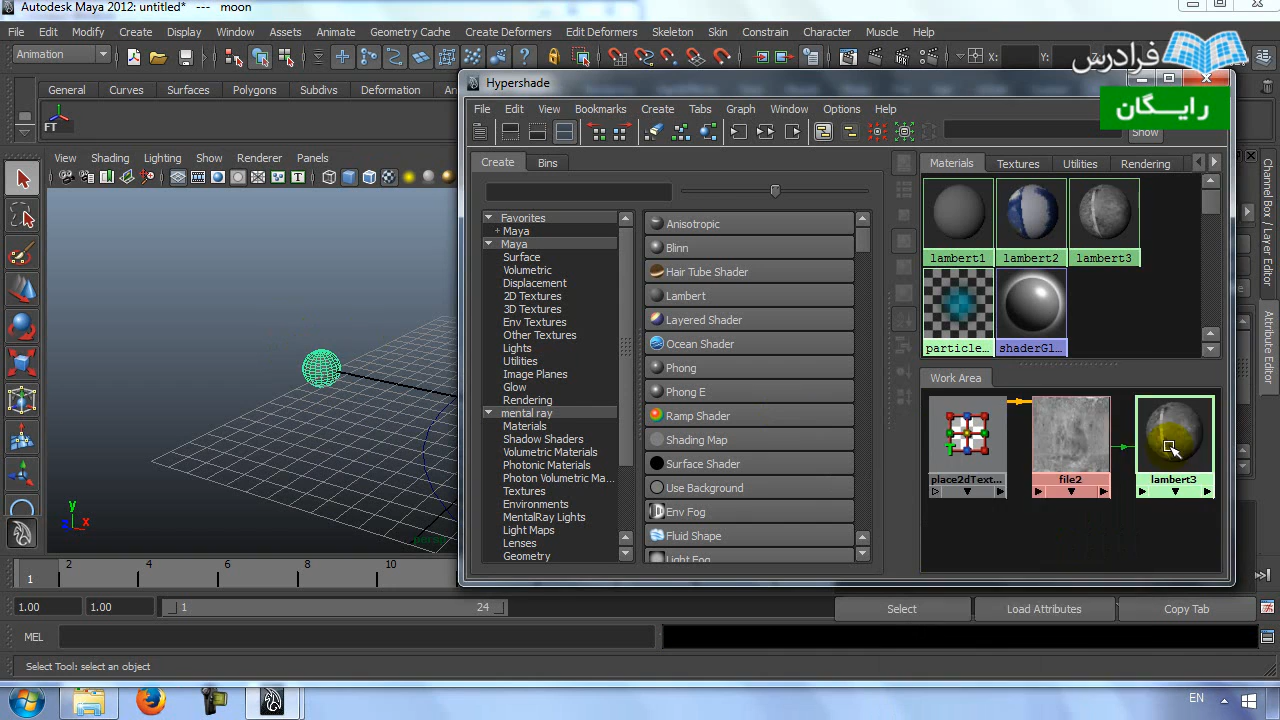 Autodesk Maya 2012: untitled* --- moon
File Edit Modify Create Display Window Assets Animate Geometry Cache Create Deformers Edit Deformers Skeleton Skin Constrain Character Muscle Help
Animation
X: Y:
فرادرس
رایگان
General Curves Surfaces Polygons Subdivs Deformation
FT
View Shading Lighting Show Renderer Panels
Hypershade
File Edit View Bookmarks Create Tabs Graph Window Options Help
Show
Create Bins
Materials Textures Utilities Rendering
Favorites
+ Maya
Maya
Surface
Volumetric
Displacement
2D Textures
3D Textures
Env Textures
Other Textures
Lights
Utilities
Image Planes
Glow
Rendering
mental ray
Materials
Shadow Shaders
Volumetric Materials
Photonic Materials
Photon Volumetric Ma...
Textures
Environments
MentalRay Lights
Light Maps
Lenses
Geometry
Anisotropic
Blinn
Hair Tube Shader
Lambert
Layered Shader
Ocean Shader
Phong
Phong E
Ramp Shader
Shading Map
Surface Shader
Use Background
Env Fog
Fluid Shape
Light Fog
lambert1 lambert2 lambert3
particle... shaderGl...
Work Area
place2dText... file2 lambert3
Channel Box / Layer Editor
Attribute Editor
y
z x
persp
1 2 4 6 8 10
1.00 1.00 1 24
Select Load Attributes Copy Tab
MEL
Select Tool: select an object
EN